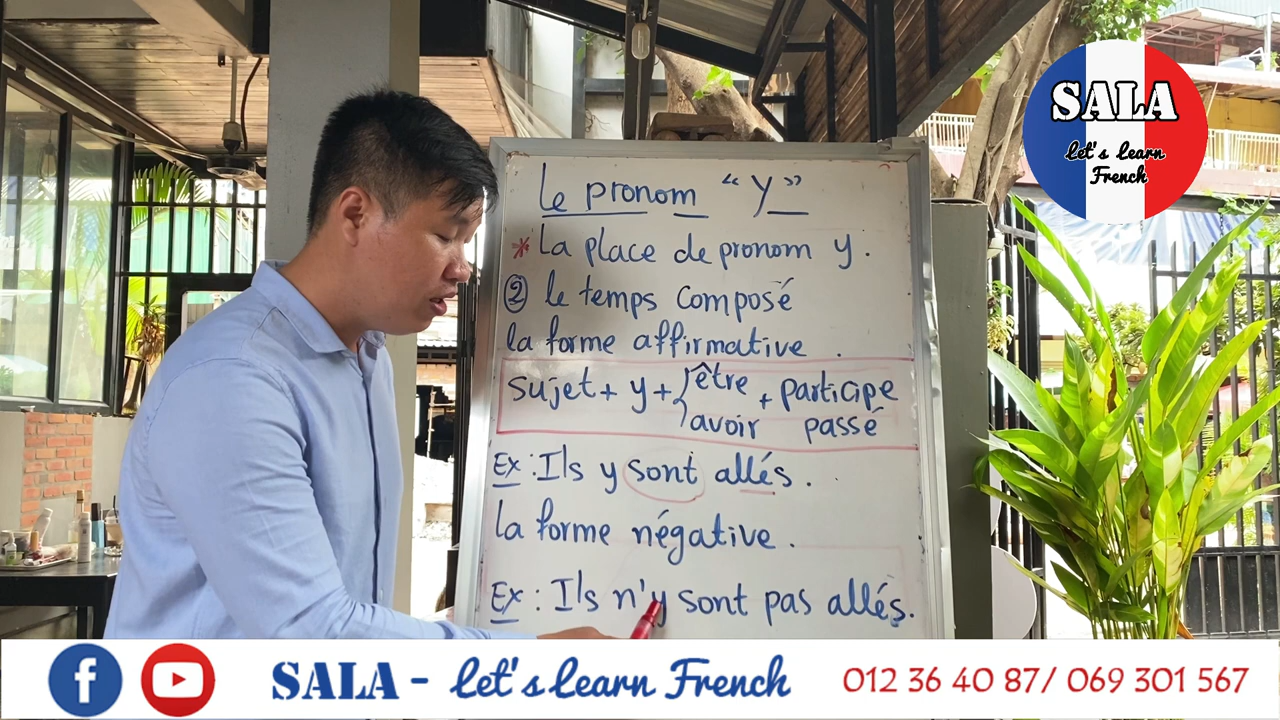 Le pronom “ y ”
* La place de pronom y.
② le temps composé
la forme affirmative .
sujet + y + { être + participe
avoir passé
Ex : Ils y sont allés.
la forme négative.
Ex : Ils n'y sont pas allés.
SALA
Let's Learn
French
SALA - Let's Learn French
012 36 40 87/ 069 301 567